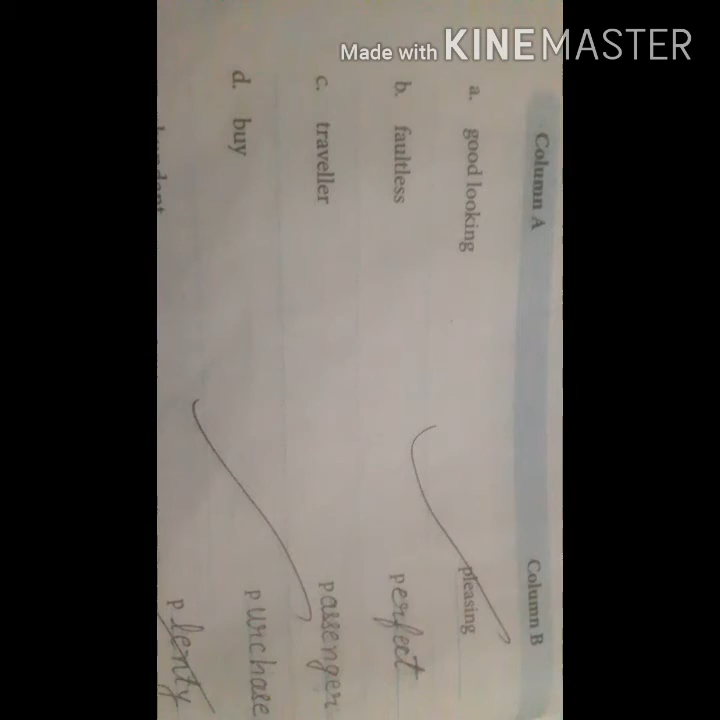 Made with KINEMASTER
Column A Column B
a. good looking pleasing
b. faultless perfect
c. traveller passenger
d. buy purchase
plenty